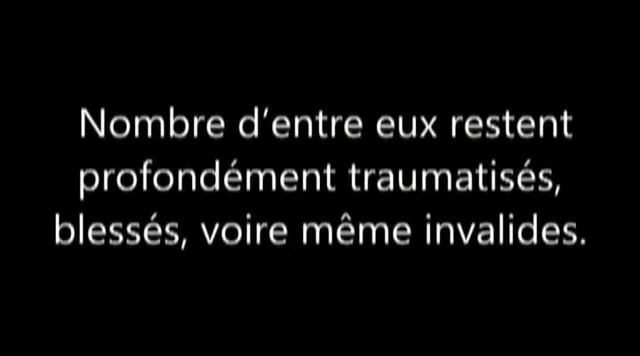 Nombre d’entre eux restent
profondément traumatisés,
blessés, voire même invalides.